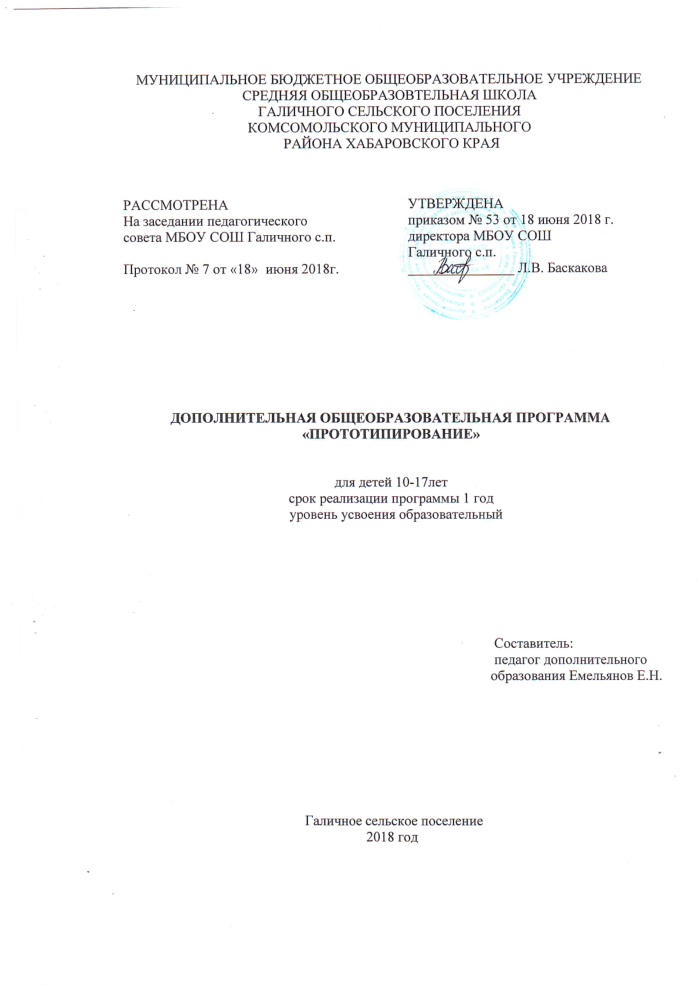 МУНИЦИПАЛЬНОЕ БЮДЖЕТНОЕ ОБЩЕОБРАЗОВАТЕЛЬНОЕ УЧРЕЖДЕНИЕ
СРЕДНЯЯ ОБЩЕОБРАЗОВТЕЛЬНАЯ ШКОЛА
ГАЛИЧНОГО СЕЛЬСКОГО ПОСЕЛЕНИЯ
КОМСОМОЛЬСКОГО МУНИЦИПАЛЬНОГО
РАЙОНА ХАБАРОВСКОГО КРАЯ
РАССМОТРЕНА
На заседании педагогического
совета МБОУ СОШ Галичного с.п.
Протокол № 7 от «18» июня 2018г.
УТВЕРЖДЕНА
приказом № 53 от 18 июня 2018 г.
директора МБОУ СОШ
Галичного с.п.
Л.В. Баскакова
ДОПОЛНИТЕЛЬНАЯ ОБЩЕОБРАЗОВАТЕЛЬНАЯ ПРОГРАММА
«ПРОТОТИПИРОВАНИЕ»
для детей 10-17лет
срок реализации программы 1 год
уровень усвоения образовательный
Составитель:
педагог дополнительного
образования Емельянов Е.Н.
Галичное сельское поселение
2018 год